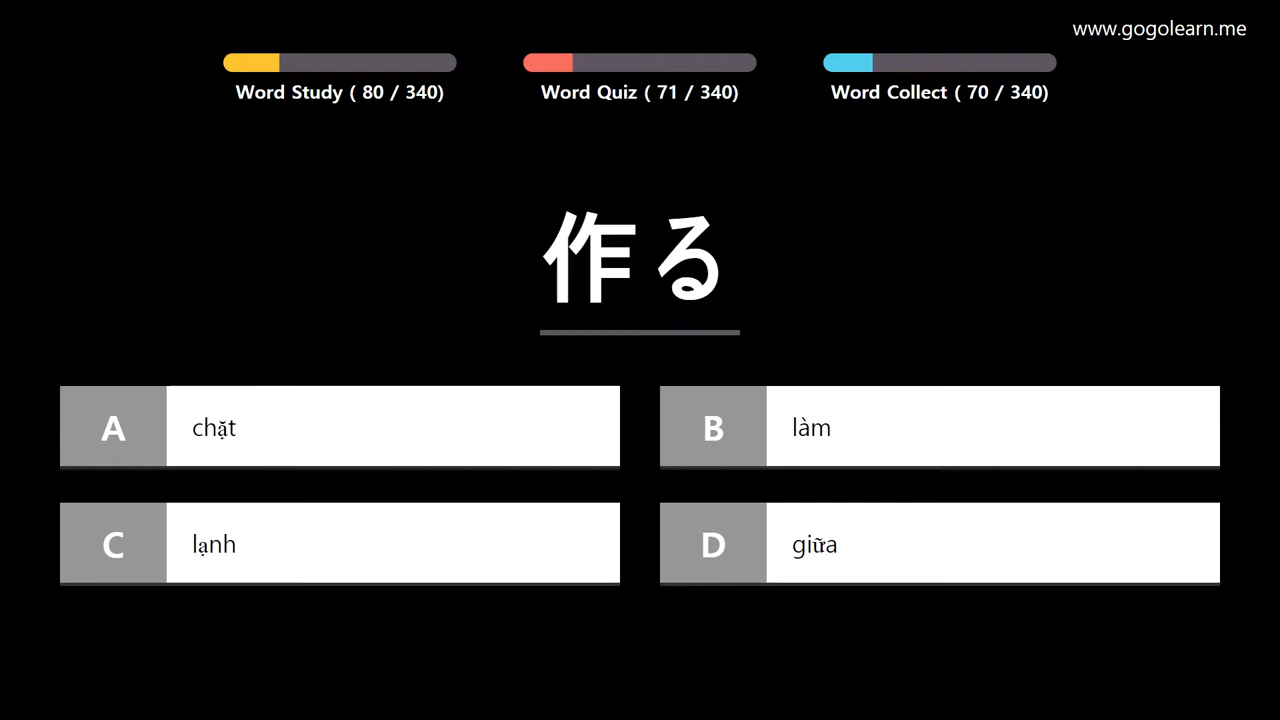 www.gogolearn.me
Word Study ( 80 / 340)
Word Quiz ( 71 / 340)
Word Collect ( 70 / 340)
作る
A chặt
B làm
C lạnh
D giữa